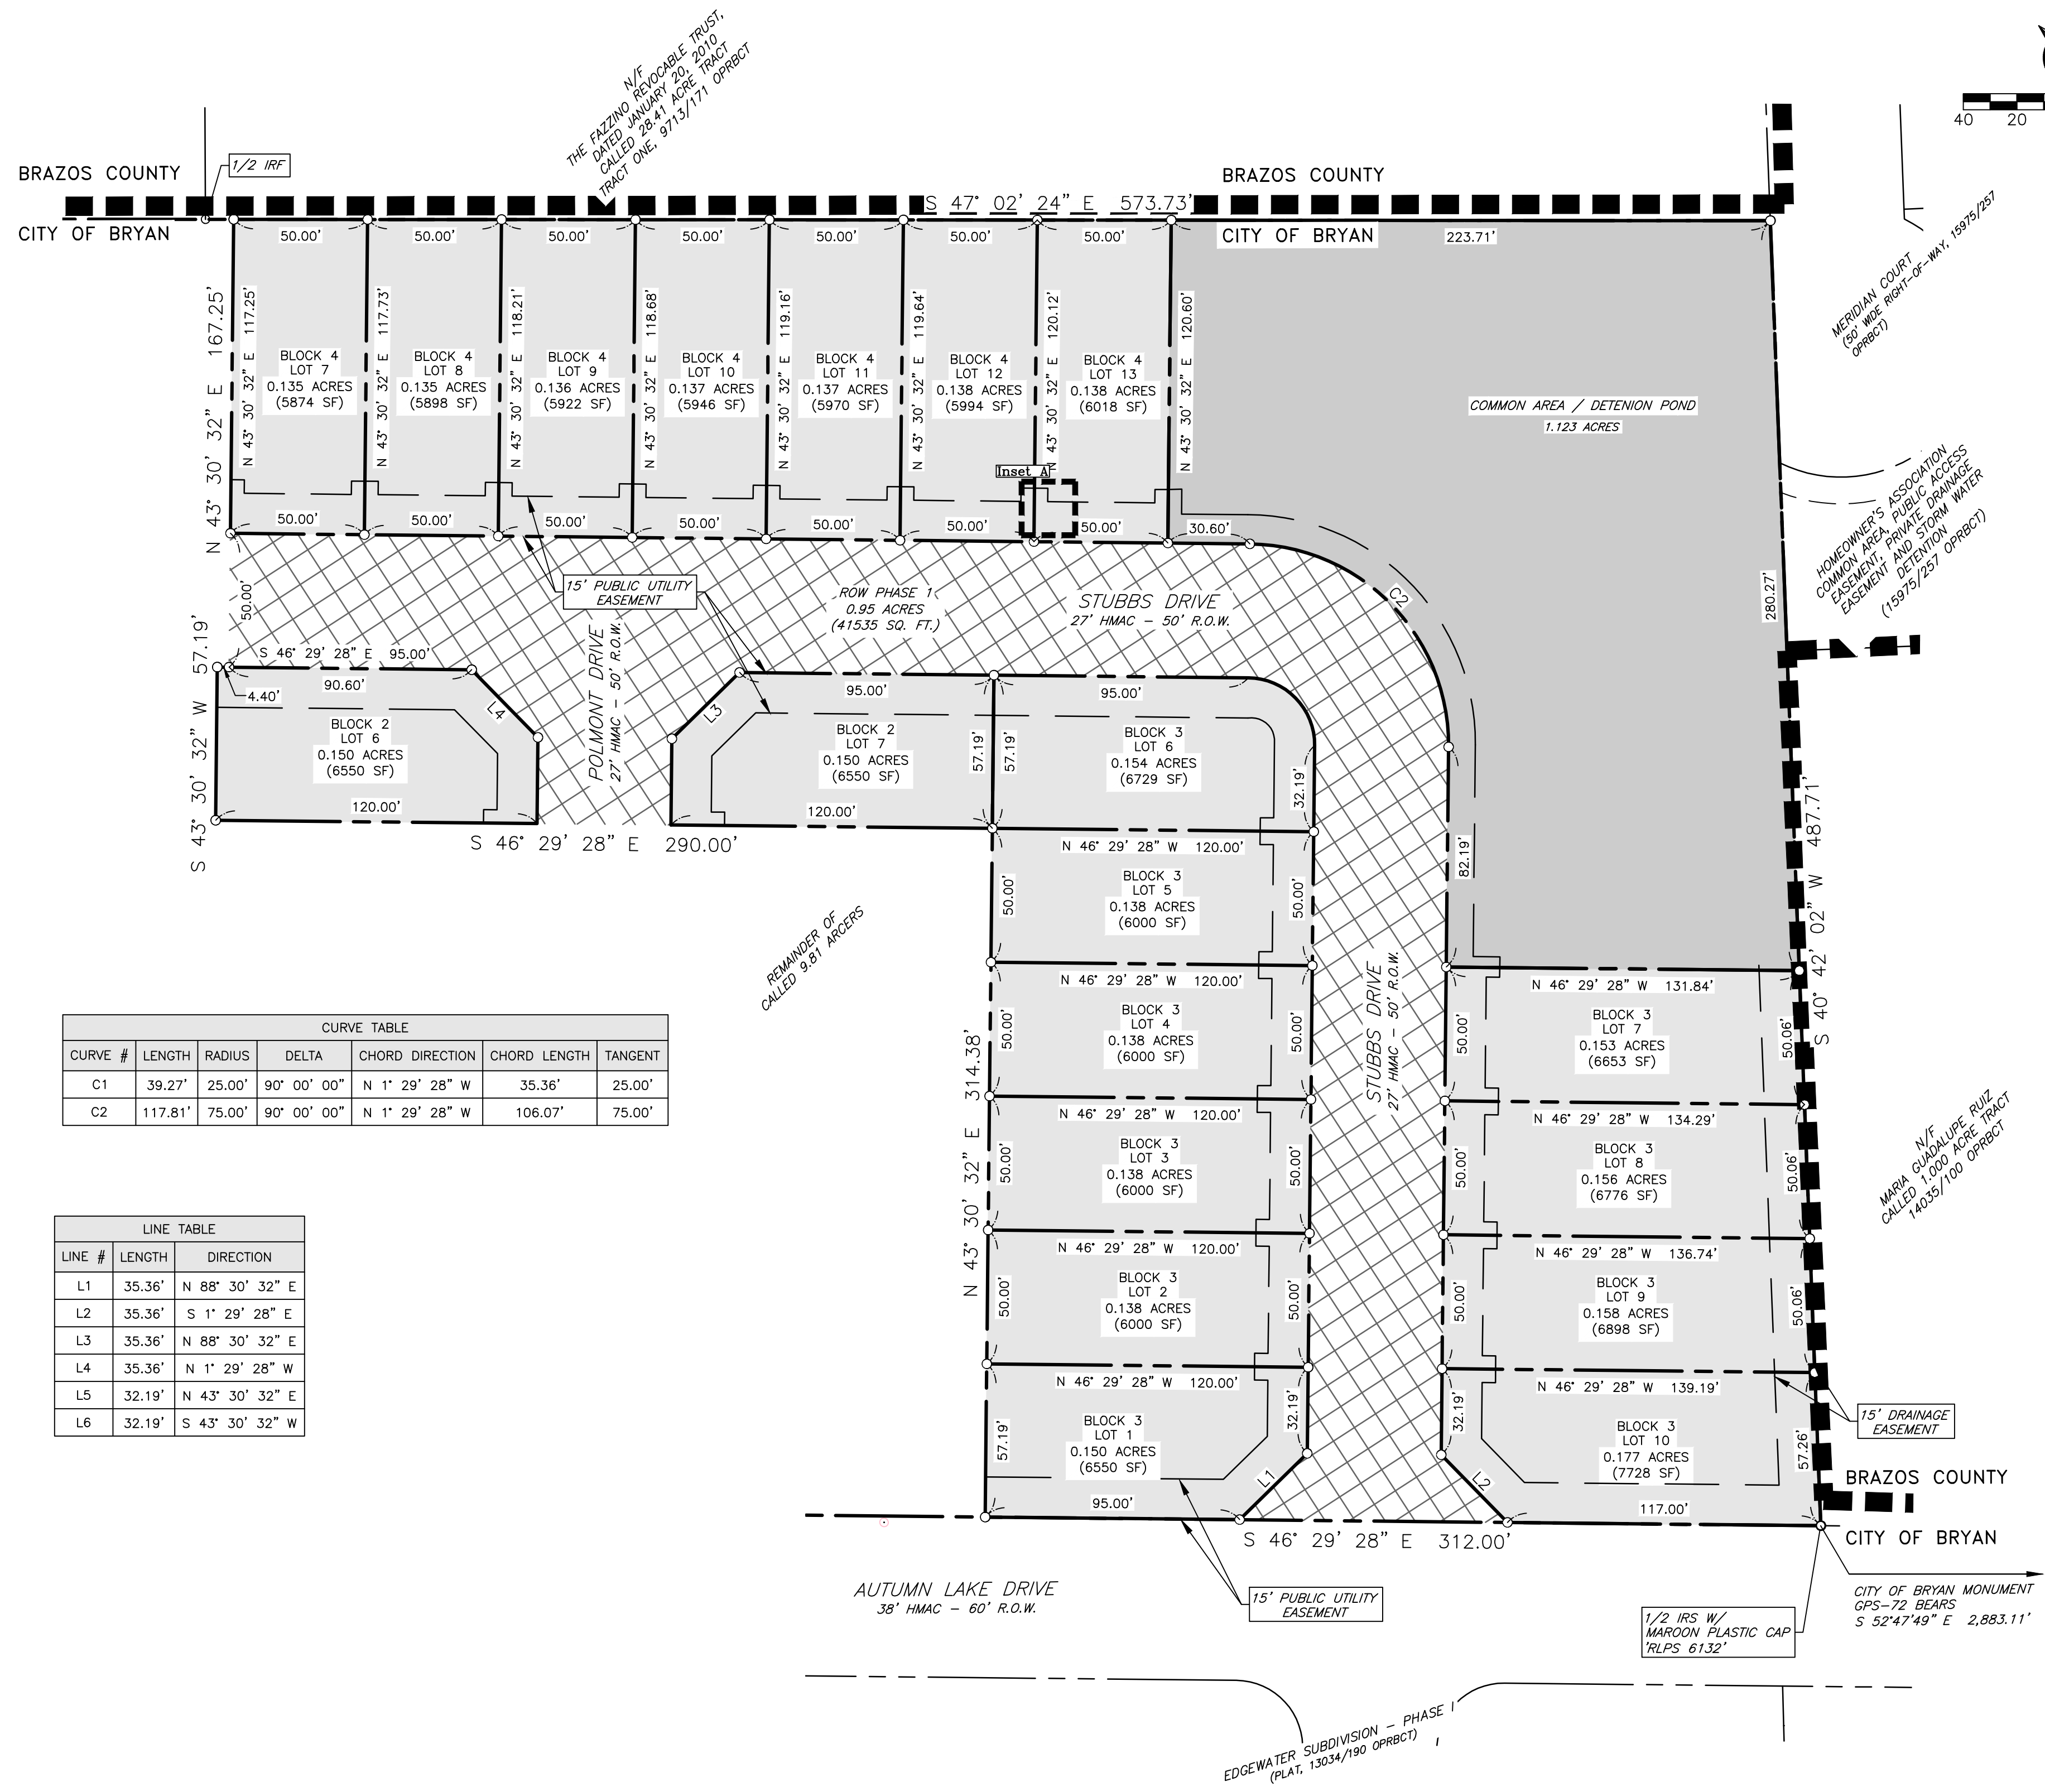 N/F
THE FAZZINO REVOCABLE TRUST,
DATED JANUARY 20, 2010
CALLED 28.41 ACRE TRACT
TRACT ONE, 9713/171 OPRBCT
40 20
1/2 IRF
BRAZOS COUNTY
CITY OF BRYAN
S 47° 02' 24" E 573.73'
BRAZOS COUNTY
CITY OF BRYAN
50.00'
50.00'
50.00'
50.00'
50.00'
50.00'
50.00'
223.71'
MERIDIAN COURT
(50' WIDE RIGHT-OF-WAY, 15975/257
OPRBCT)
N 43° 30' 32" E 167.25'
N 43° 30' 32" E 117.25'
N 43° 30' 32" E 117.73'
N 43° 30' 32" E 118.21'
N 43° 30' 32" E 118.68'
N 43° 30' 32" E 119.16'
N 43° 30' 32" E 119.64'
N 43° 30' 32" E 120.12'
N 43° 30' 32" E 120.60'
BLOCK 4
LOT 7
0.135 ACRES
(5874 SF)
BLOCK 4
LOT 8
0.135 ACRES
(5898 SF)
BLOCK 4
LOT 9
0.136 ACRES
(5922 SF)
BLOCK 4
LOT 10
0.137 ACRES
(5946 SF)
BLOCK 4
LOT 11
0.137 ACRES
(5970 SF)
BLOCK 4
LOT 12
0.138 ACRES
(5994 SF)
BLOCK 4
LOT 13
0.138 ACRES
(6018 SF)
COMMON AREA / DETENION POND
1.123 ACRES
Inset A
50.00'
50.00'
50.00'
50.00'
50.00'
50.00'
50.00'
30.60'
HOMEOWNER'S ASSOCIATION
COMMON AREA, PUBLIC ACCESS
EASEMENT, PRIVATE DRAINAGE
EASEMENT AND STORM WATER
DETENTION
(15975/257 OPRBCT)
280.27'
C2
50.00'
15' PUBLIC UTILITY
EASEMENT
ROW PHASE 1
0.95 ACRES
(41535 SQ. FT.)
STUBBS DRIVE
27' HMAC - 50' R.O.W.
POLMONT DRIVE
27' HMAC - 50' R.O.W.
S 43° 30' 32" W 57.19'
S 46° 29' 28" E 95.00'
90.60'
4.40'
L4
L3
BLOCK 2
LOT 6
0.150 ACRES
(6550 SF)
120.00'
S 46° 29' 28" E 290.00'
95.00'
BLOCK 2
LOT 7
0.150 ACRES
(6550 SF)
120.00'
57.19'
57.19'
95.00'
BLOCK 3
LOT 6
0.154 ACRES
(6729 SF)
32.19'
N 46° 29' 28" W 120.00'
82.19'
S 40° 42' 02" W 487.71'
50.00'
BLOCK 3
LOT 5
0.138 ACRES
(6000 SF)
50.00'
N 46° 29' 28" W 120.00'
REMAINDER OF
CALLED 9.81 ARCERS
STUBBS DRIVE
27' HMAC - 50' R.O.W.
N 46° 29' 28" W 131.84'
N 43° 30' 32" E 314.38'
50.00'
BLOCK 3
LOT 4
0.138 ACRES
(6000 SF)
50.00'
N 46° 29' 28" W 120.00'
50.00'
BLOCK 3
LOT 7
0.153 ACRES
(6653 SF)
50.06'
N 46° 29' 28" W 134.29'
50.00'
BLOCK 3
LOT 3
0.138 ACRES
(6000 SF)
50.00'
N 46° 29' 28" W 120.00'
50.00'
BLOCK 3
LOT 8
0.156 ACRES
(6776 SF)
50.06'
N 46° 29' 28" W 136.74'
N/F
MARIA GUADALUPE RUIZ
CALLED 1.000 ACRE TRACT
14035/100 OPRBCT
50.00'
BLOCK 3
LOT 2
0.138 ACRES
(6000 SF)
50.00'
N 46° 29' 28" W 120.00'
50.00'
BLOCK 3
LOT 9
0.158 ACRES
(6898 SF)
50.06'
N 46° 29' 28" W 139.19'
57.19'
BLOCK 3
LOT 1
0.150 ACRES
(6550 SF)
32.19'
L1
95.00'
32.19'
L2
BLOCK 3
LOT 10
0.177 ACRES
(7728 SF)
57.26'
117.00'
15' DRAINAGE
EASEMENT
BRAZOS COUNTY
CITY OF BRYAN
S 46° 29' 28" E 312.00'
CURVE TABLE
CURVE # LENGTH RADIUS DELTA CHORD DIRECTION CHORD LENGTH TANGENT
C1 39.27' 25.00' 90° 00' 00" N 1° 29' 28" W 35.36' 25.00'
C2 117.81' 75.00' 90° 00' 00" N 1° 29' 28" W 106.07' 75.00'
LINE TABLE
LINE # LENGTH DIRECTION
L1 35.36' N 88° 30' 32" E
L2 35.36' S 1° 29' 28" E
L3 35.36' N 88° 30' 32" E
L4 35.36' N 1° 29' 28" W
L5 32.19' N 43° 30' 32" E
L6 32.19' S 43° 30' 32" W
AUTUMN LAKE DRIVE
38' HMAC - 60' R.O.W.
15' PUBLIC UTILITY
EASEMENT
1/2 IRS W/
MAROON PLASTIC CAP
'RLPS 6132'
CITY OF BRYAN MONUMENT
GPS-72 BEARS
S 52°47'49" E 2,883.11'
EDGEWATER SUBDIVISION - PHASE I
(PLAT, 13034/190 OPRBCT)